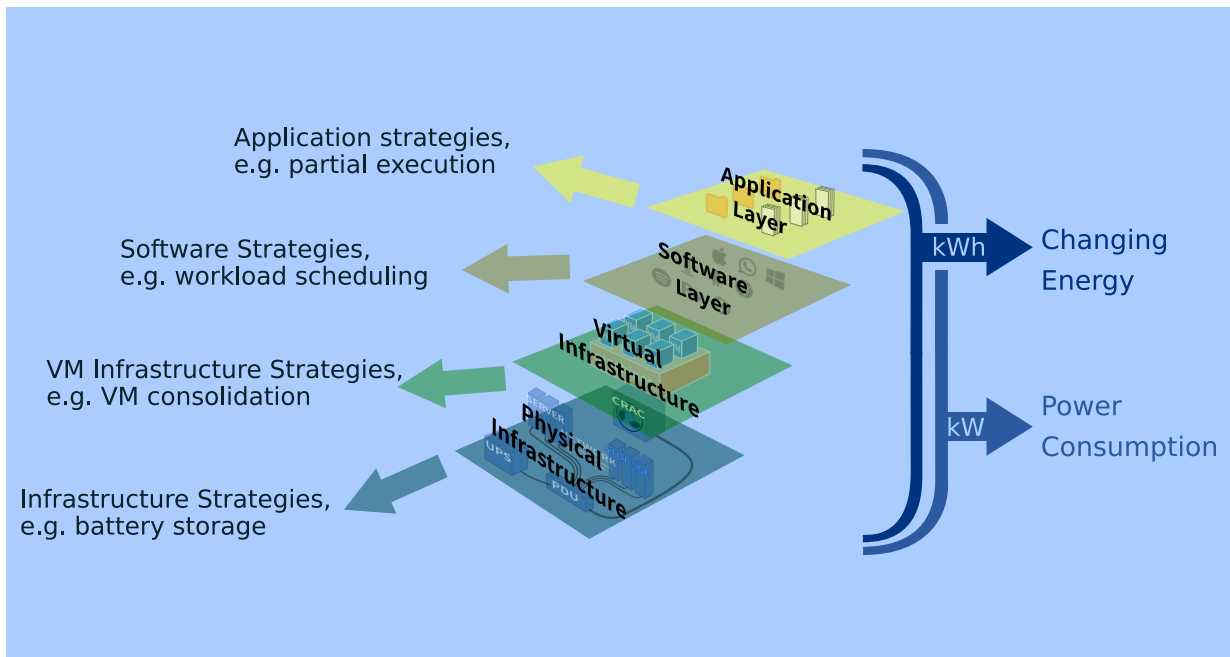 Application strategies,
e.g. partial execution
Application
Layer
Software Strategies,
e.g. workload scheduling
Software
Layer
kWh
Changing
Energy
VM Infrastructure Strategies,
e.g. VM consolidation
Virtual
Infrastructure
Infrastructure Strategies,
e.g. battery storage
Physical
Infrastructure
SERVER
CRAC
UPS
PDU
kW
Power
Consumption